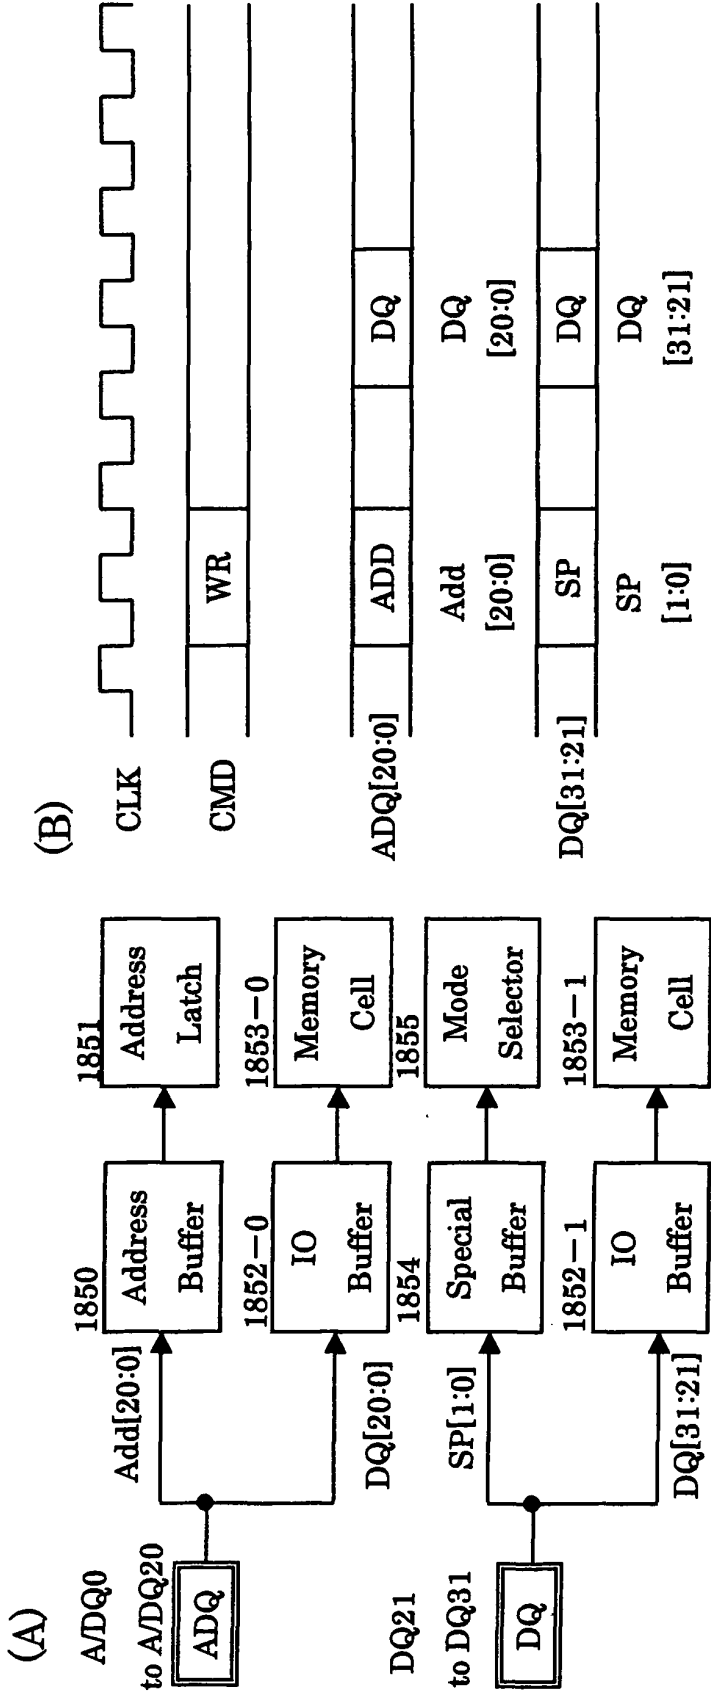 (A)
A/DQ0
to A/DQ20
ADQ
Add[20:0]
DQ[20:0]
1850
Address
Buffer
1851
Address
Latch
1852-0
IO
Buffer
1853-0
Memory
Cell
DQ21
to DQ31
DQ
SP[1:0]
DQ[31:21]
1854
Special
Buffer
1855
Mode
Selector
1852-1
IO
Buffer
1853-1
Memory
Cell
(B)
CLK
CMD
WR
ADQ[20:0]
ADD
DQ
Add
[20:0]
DQ
[20:0]
DQ[31:21]
SP
DQ
SP
[1:0]
DQ
[31:21]